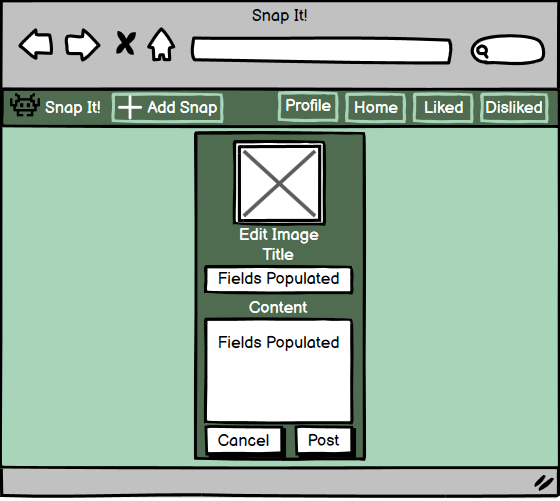 Snap It!
Snap It! Add Snap Profile Home Liked Disliked
Edit Image
Title
Fields Populated
Content
Fields Populated
Cancel Post